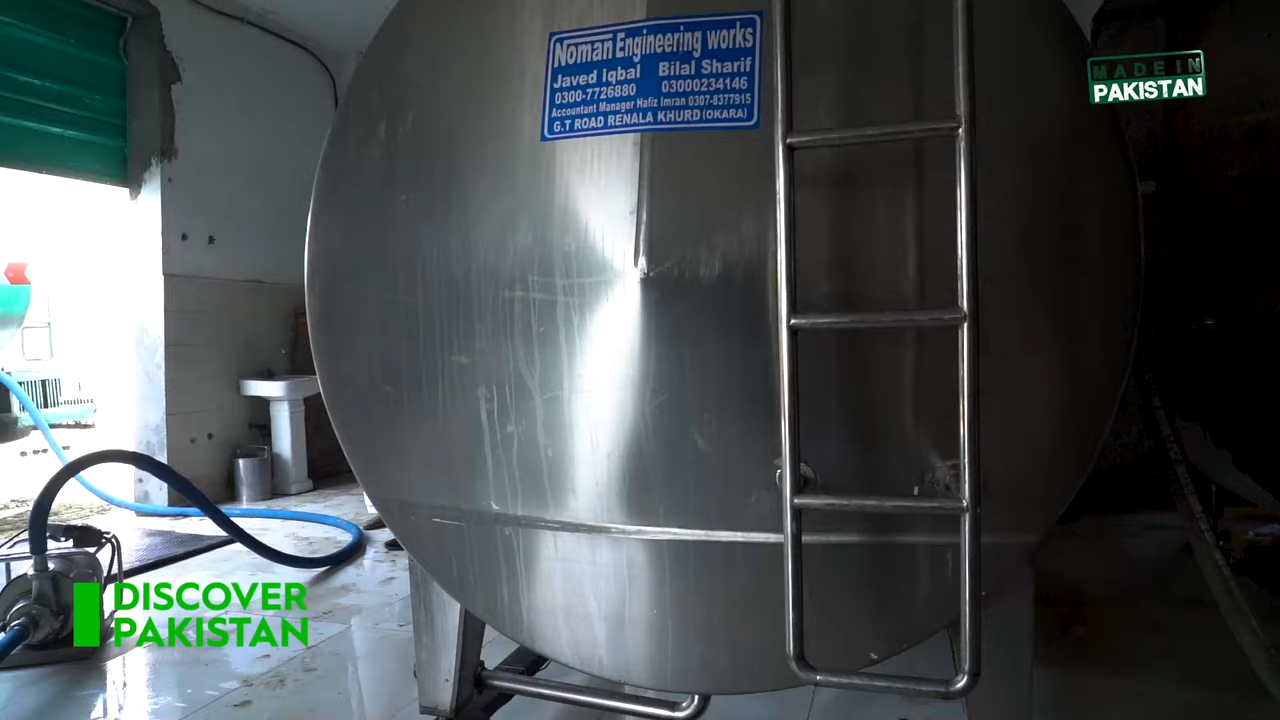 Noman Engineering works
Javed Iqbal Bilal Sharif
0300-7726880 03000234146
Accountant Manager Hafiz Imran 0307-8377915
G.T ROAD RENALA KHURD (OKARA)
MADE IN
PAKISTAN
DISCOVER
PAKISTAN